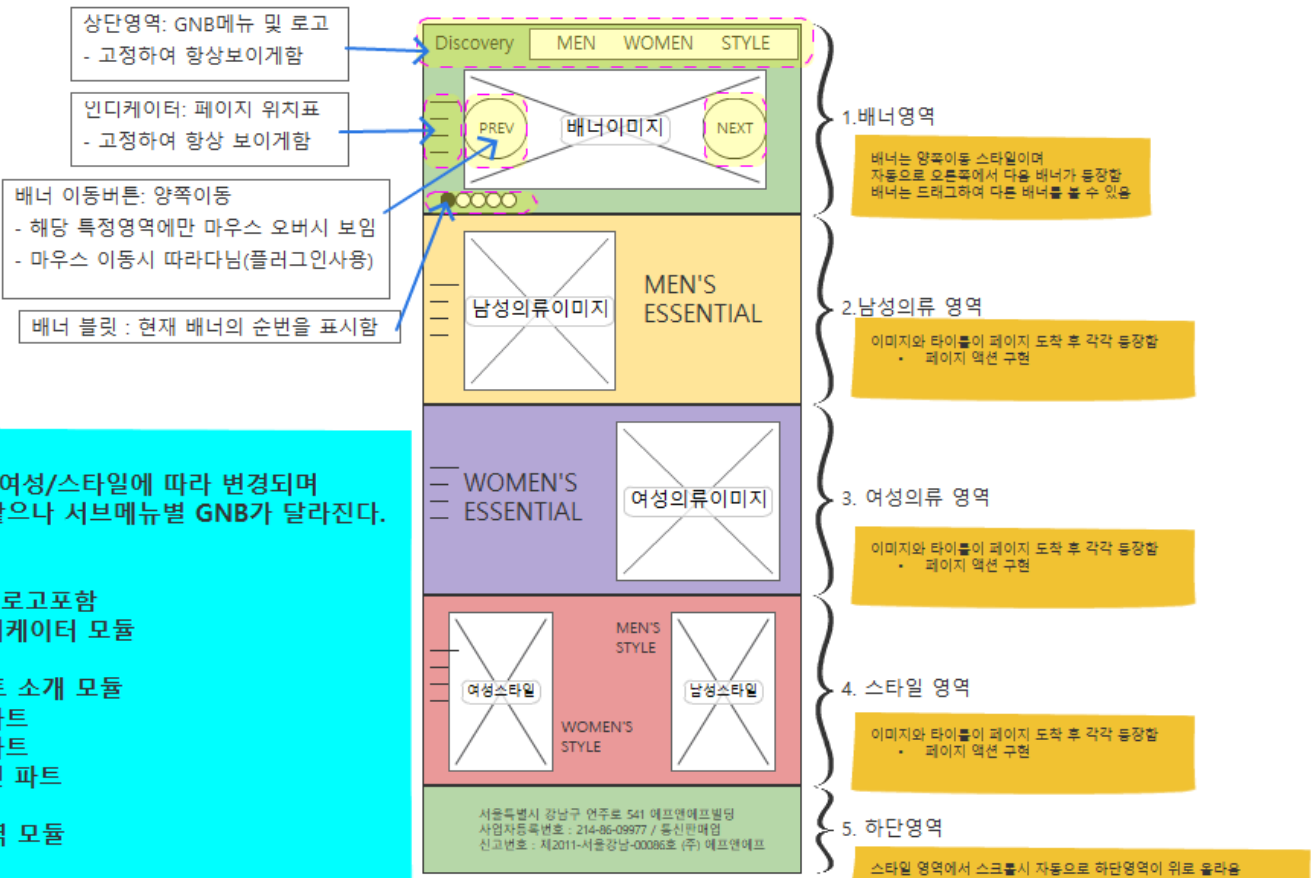 상단영역: GNB메뉴 및 로고
- 고정하여 항상보이게함
인디케이터: 페이지 위치표
- 고정하여 항상 보이게함
배너 이동버튼: 양쪽이동
- 해당 특정영역에만 마우스 오버시 보임
- 마우스 이동시 따라다님(플러그인사용)
배너 블릿 : 현재 배너의 순번을 표시함
여성/스타일에 따라 변경되며
같으나 서브메뉴별 GNB가 달라진다.
로고포함
케이터 모듈
소개 모듈
파트
모듈
Discovery MEN WOMEN STYLE
PREV 배너이미지 NEXT
남성의류이미지
MEN'S
ESSENTIAL
WOMEN'S
ESSENTIAL
여성의류이미지
여성스타일
WOMEN'S
STYLE
MEN'S
STYLE
남성스타일
서울특별시 강남구 언주로 541 에프앤에프빌딩
사업자등록번호 : 214-86-09977 / 통신판매업
신고번호 : 제2011-서울강남-00086호 (주) 에프앤에프
1.배너영역
배너는 양쪽이동 스타일이며
자동으로 오른쪽에서 다음 배너가 등장함
배너는 드래그하여 다른 배너를 볼 수 있음
2.남성의류 영역
이미지와 타이틀이 페이지 도착 후 각각 등장함
• 페이지 액션 구현
3. 여성의류 영역
이미지와 타이틀이 페이지 도착 후 각각 등장함
• 페이지 액션 구현
4. 스타일 영역
이미지와 타이틀이 페이지 도착 후 각각 등장함
• 페이지 액션 구현
5. 하단영역
스타일 영역에서 스크롤시 자동으로 하단영역이 위로 올라옴